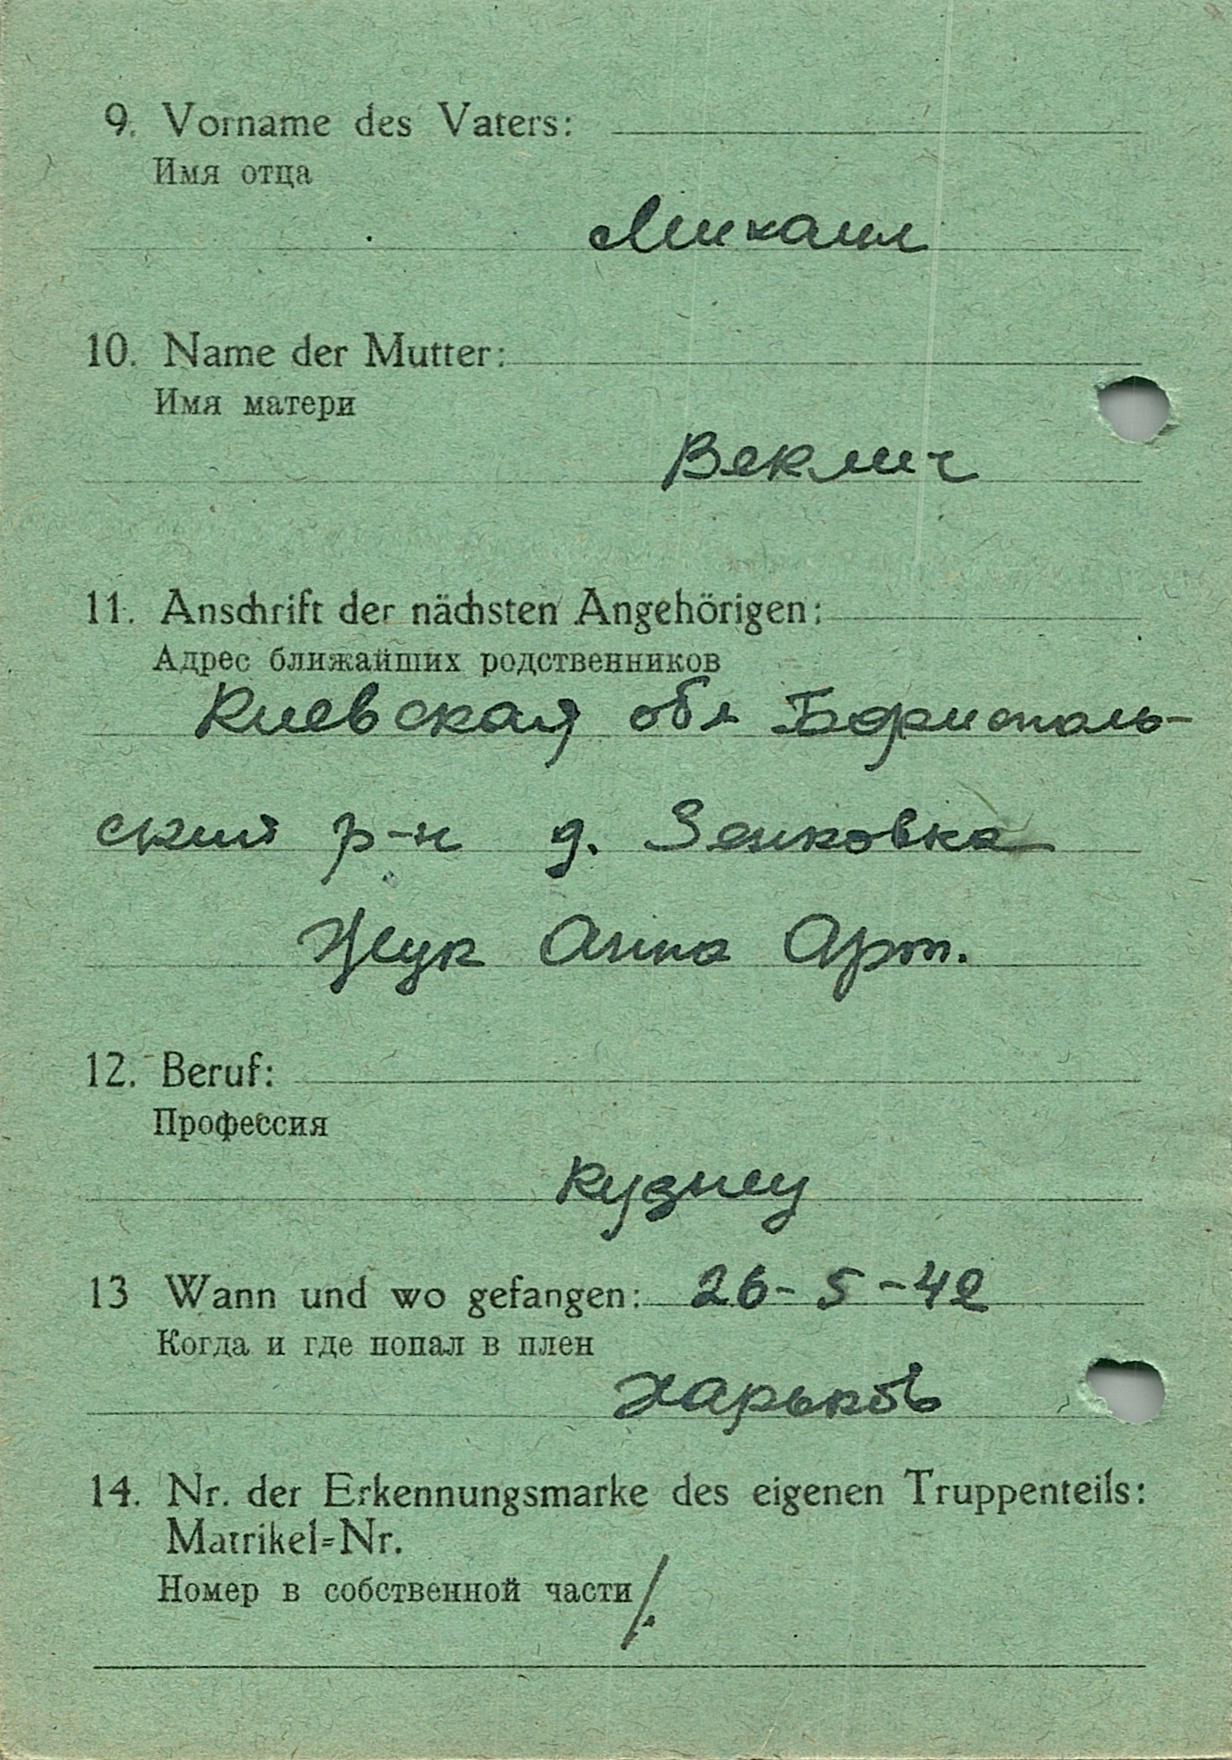 9. Vorname des Vaters:
Имя отца
Михаил
10. Name der Mutter:
Имя матери
Веклич
11. Anschrift der nächsten Angehörigen:
Адрес ближайших родственников
Киевская обл Борисполь-
ский р-н д. Зенковка
Жук Анна Арт.
12. Beruf:
Профессия
Кузнец
13 Wann und wo gefangen: 26-5-42
Когда и где попал в плен
Харьков
14. Nr. der Erkennungsmarke des eigenen Truppenteils:
Matrikel=Nr.
Номер в собственной части /.